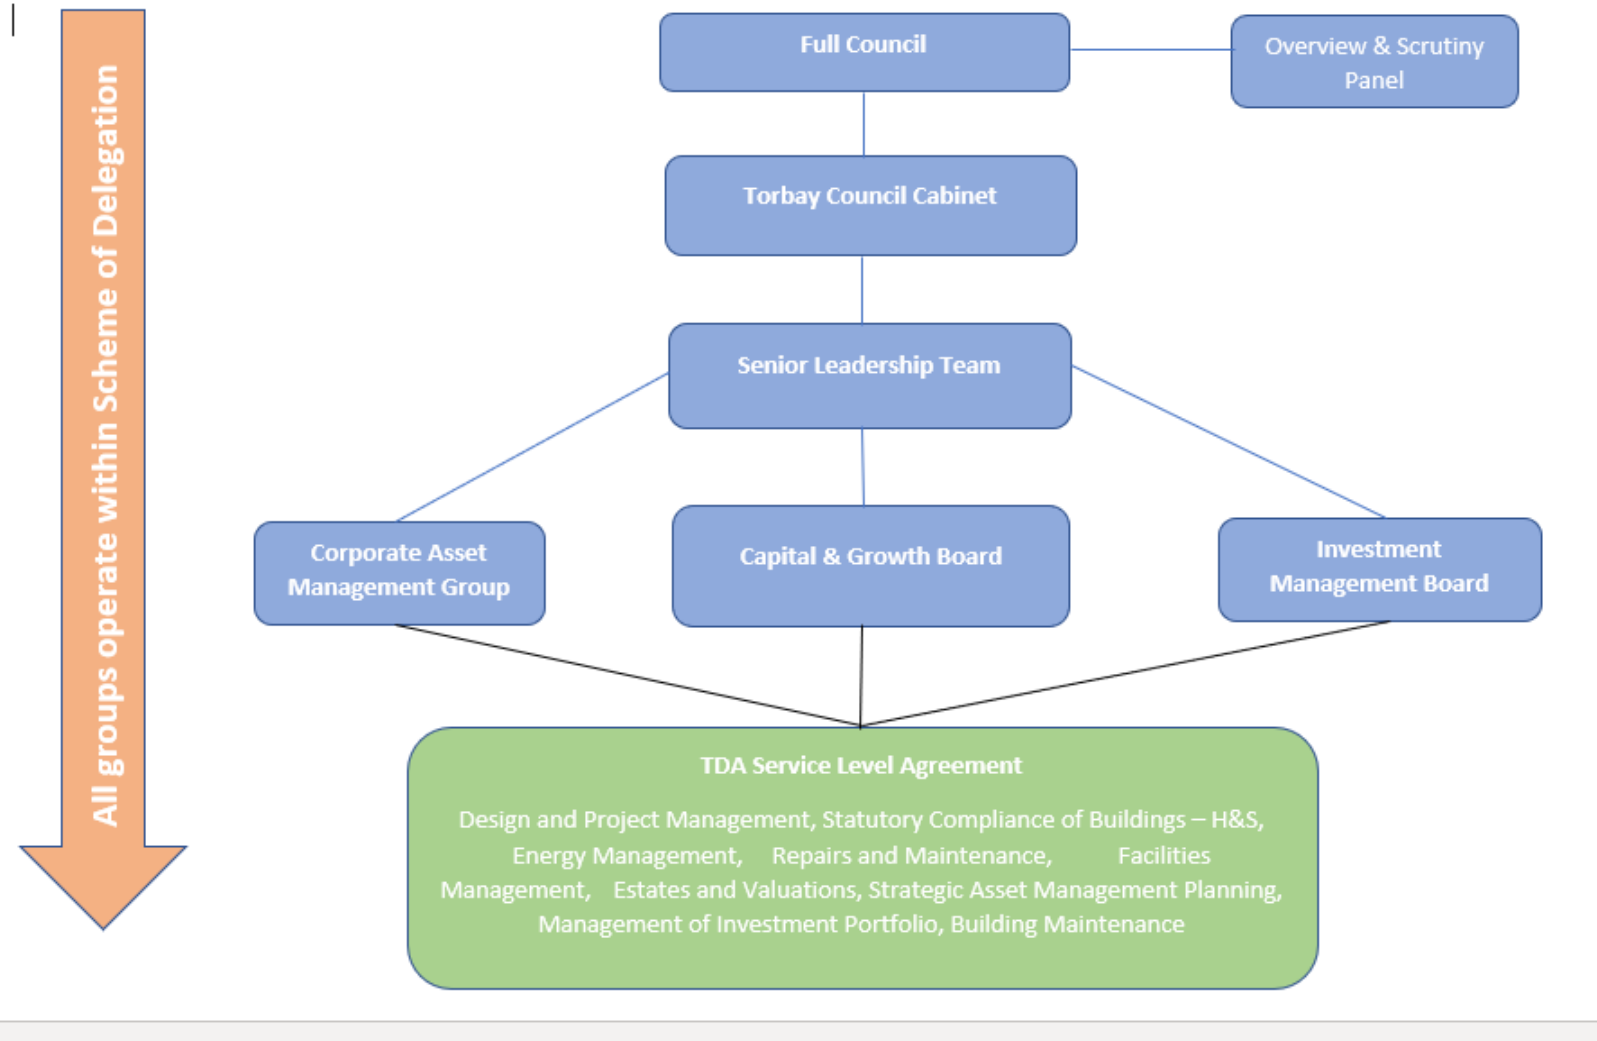 All groups operate within Scheme of Delegation
Full Council
Overview & Scrutiny
Panel
Torbay Council Cabinet
Senior Leadership Team
Corporate Asset
Management Group
Capital & Growth Board
Investment
Management Board
TDA Service Level Agreement
Design and Project Management, Statutory Compliance of Buildings – H&S,
Energy Management, Repairs and Maintenance, Facilities
Management, Estates and Valuations, Strategic Asset Management Planning,
Management of Investment Portfolio, Building Maintenance